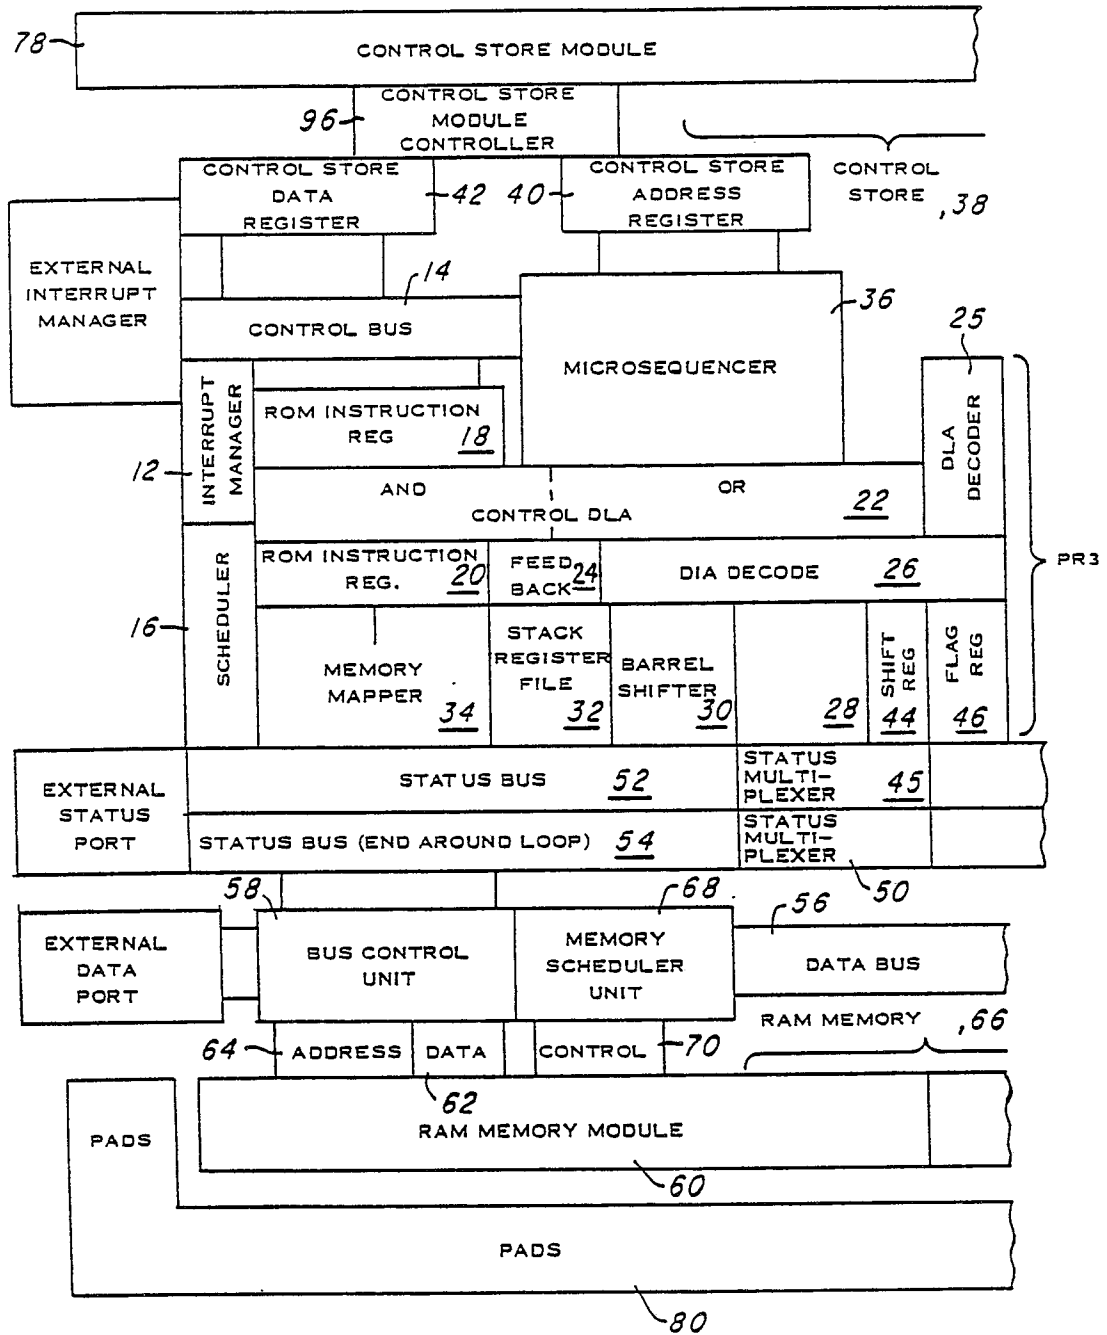 78
CONTROL STORE MODULE
96
CONTROL STORE
MODULE
CONTROLLER
CONTROL STORE
DATA
REGISTER
42
40
CONTROL STORE
ADDRESS
REGISTER
CONTROL
STORE
,38
EXTERNAL
INTERRUPT
MANAGER
14
CONTROL BUS
36
MICROSEQUENCER
25
DLA
DECODER
12
INTERRUPT
MANAGER
ROM INSTRUCTION
REG
18
AND
OR
CONTROL DLA
22
PR3
16
SCHEDULER
ROM INSTRUCTION
REG.
20
FEED
BACK
24
DIA DECODE
26
MEMORY
MAPPER
34
STACK
REGISTER
FILE
32
BARREL
SHIFTER
30
28
SHIFT
REG
44
FLAG
REG
46
EXTERNAL
STATUS
PORT
STATUS BUS
52
STATUS
MULTI-
PLEXER
45
STATUS BUS (END AROUND LOOP)
54
STATUS
MULTI-
PLEXER
50
58
68
56
EXTERNAL
DATA
PORT
BUS CONTROL
UNIT
MEMORY
SCHEDULER
UNIT
DATA BUS
RAM MEMORY
,66
64
ADDRESS
DATA
62
CONTROL
70
RAM MEMORY MODULE
60
PADS
PADS
80